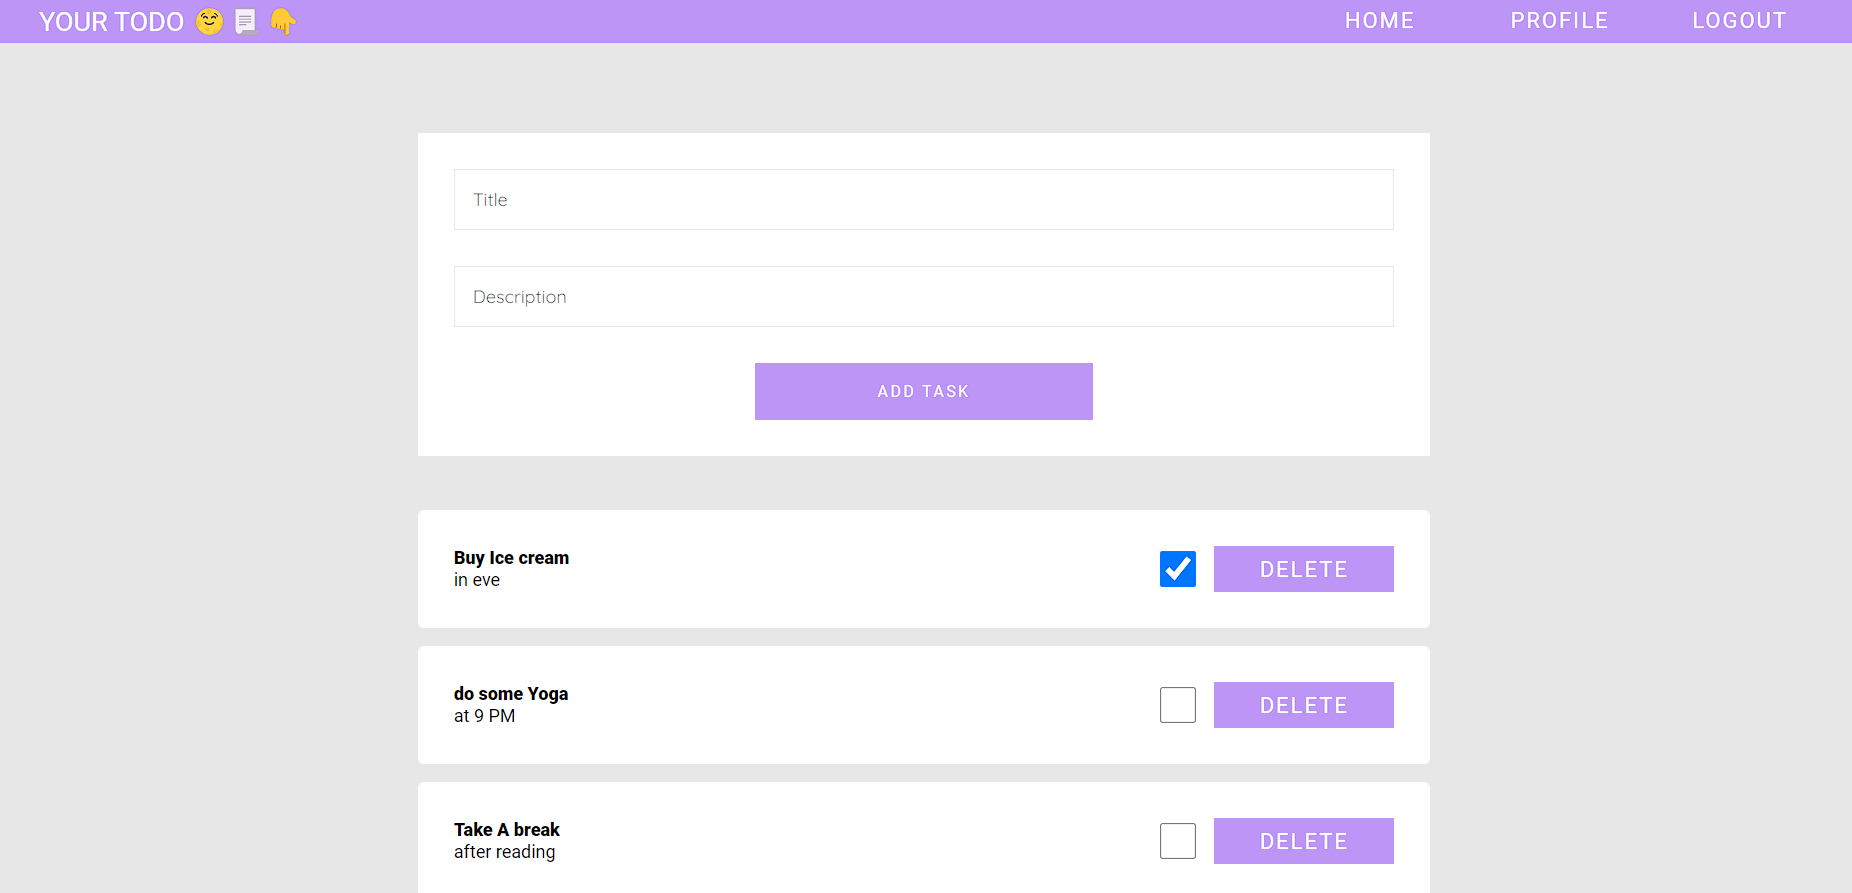 YOUR TODO 😊 📃 👇 HOME PROFILE LOGOUT
Title
Description
ADD TASK
Buy Ice cream
in eve
DELETE
do some Yoga
at 9 PM
DELETE
Take A break
after reading
DELETE